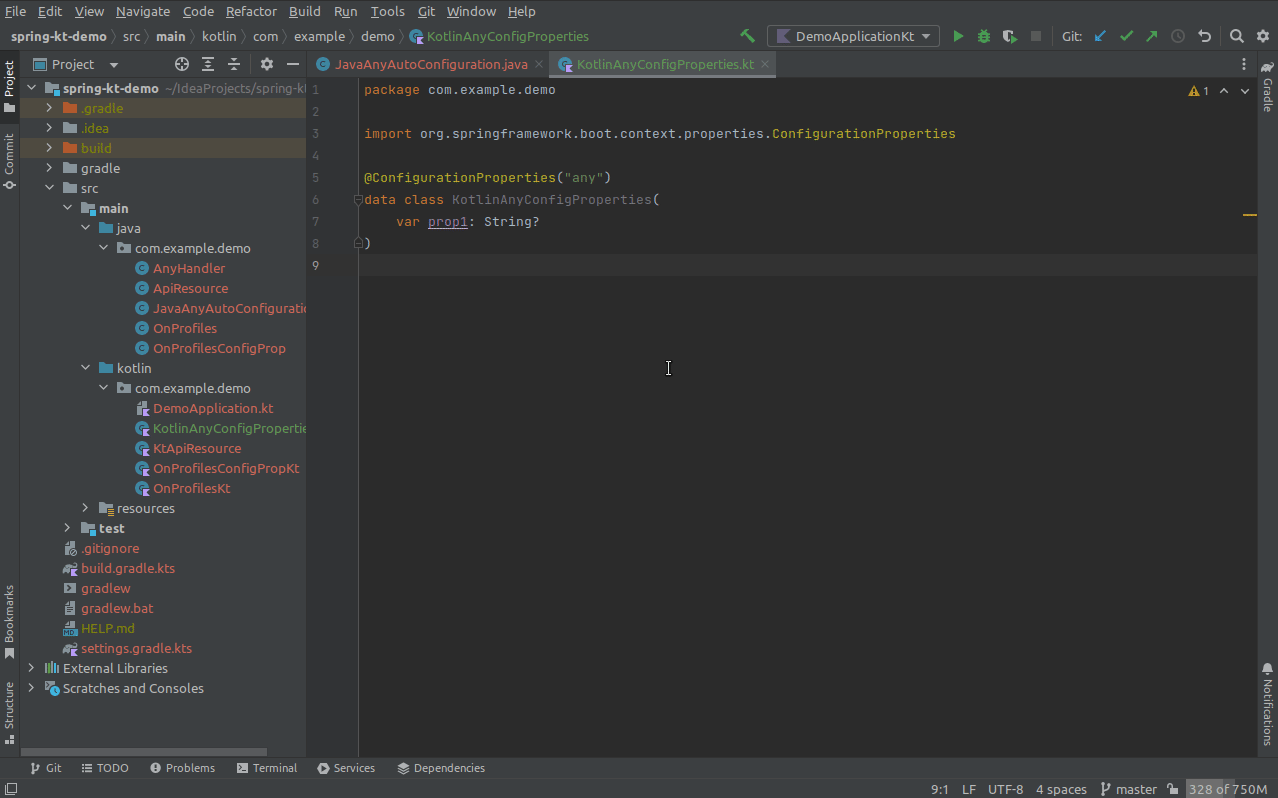 File Edit View Navigate Code Refactor Build Run Tools Git Window Help
spring-kt-demo src main kotlin com example demo KotlinAnyConfigProperties DemoApplicationKt Git:
Project
JavaAnyAutoConfiguration.java KotlinAnyConfigProperties.kt
Project
Commit
Bookmarks
Structure
spring-kt-demo ~/IdeaProjects/spring-kt
.gradle
.idea
build
gradle
src
main
java
com.example.demo
AnyHandler
ApiResource
JavaAnyAutoConfiguratio
OnProfiles
OnProfilesConfigProp
kotlin
com.example.demo
DemoApplication.kt
KotlinAnyConfigPropertie
KtApiResource
OnProfilesConfigPropKt
OnProfilesKt
resources
test
.gitignore
build.gradle.kts
gradlew
gradlew.bat
HELP.md
settings.gradle.kts
External Libraries
Scratches and Consoles
1 package com.example.demo
2
3 import org.springframework.boot.context.properties.ConfigurationProperties
4
5 @ConfigurationProperties("any")
6 data class KotlinAnyConfigProperties(
7 var prop1: String?
8 )
9
1
Gradle
Notifications
Git TODO Problems Terminal Services Dependencies
9:1 LF UTF-8 4 spaces master 328 of 750M